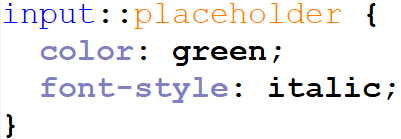 input::placeholder {
  color: green;
  font-style: italic;
}